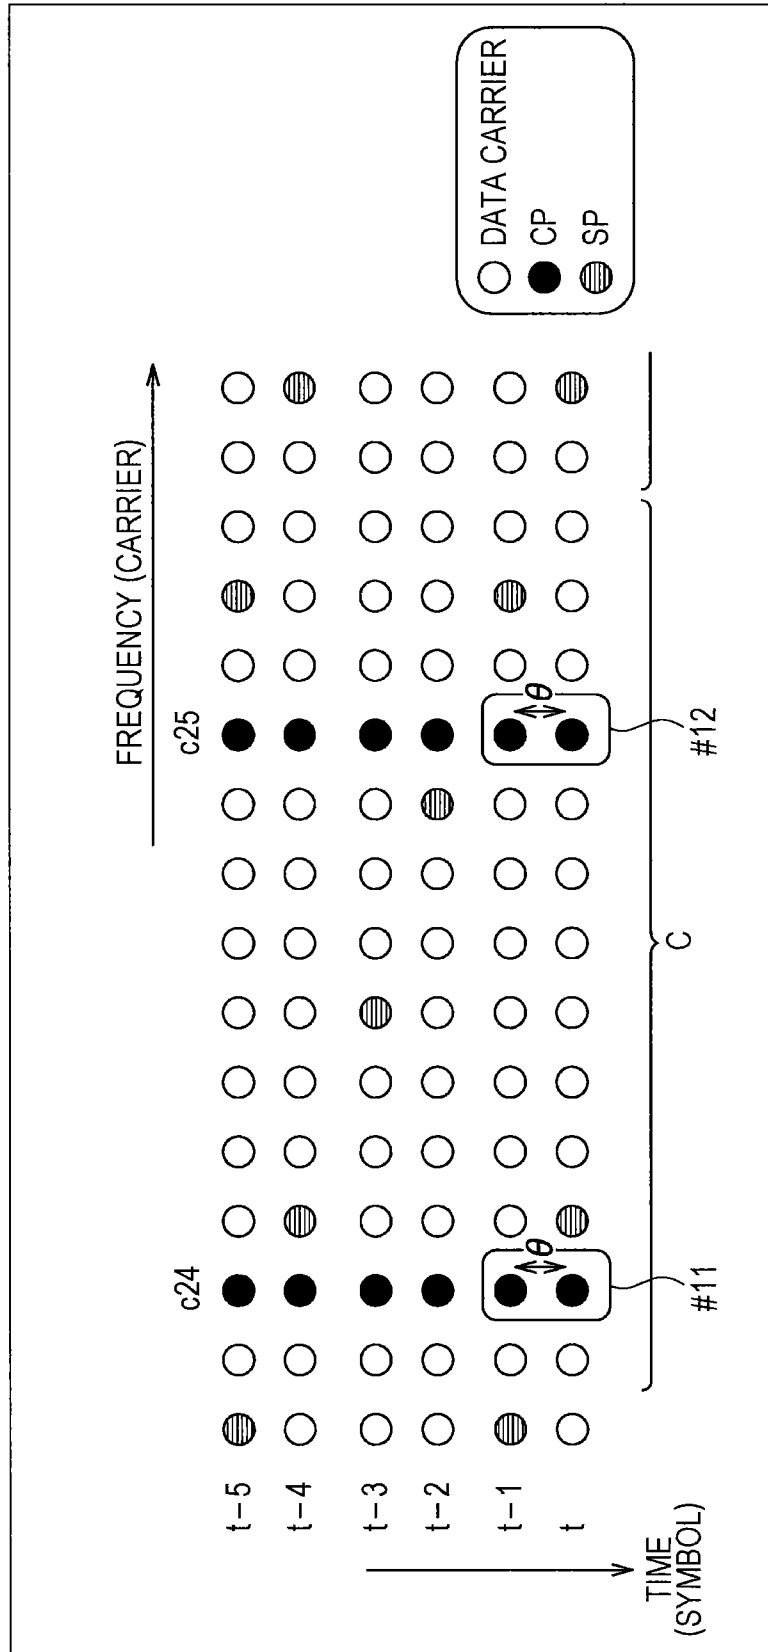 FREQUENCY (CARRIER)
c24
c25
t-5
t-4
t-3
t-2
t-1
t
θ
θ
#11
#12
C
TIME
(SYMBOL)
DATA CARRIER
CP
SP